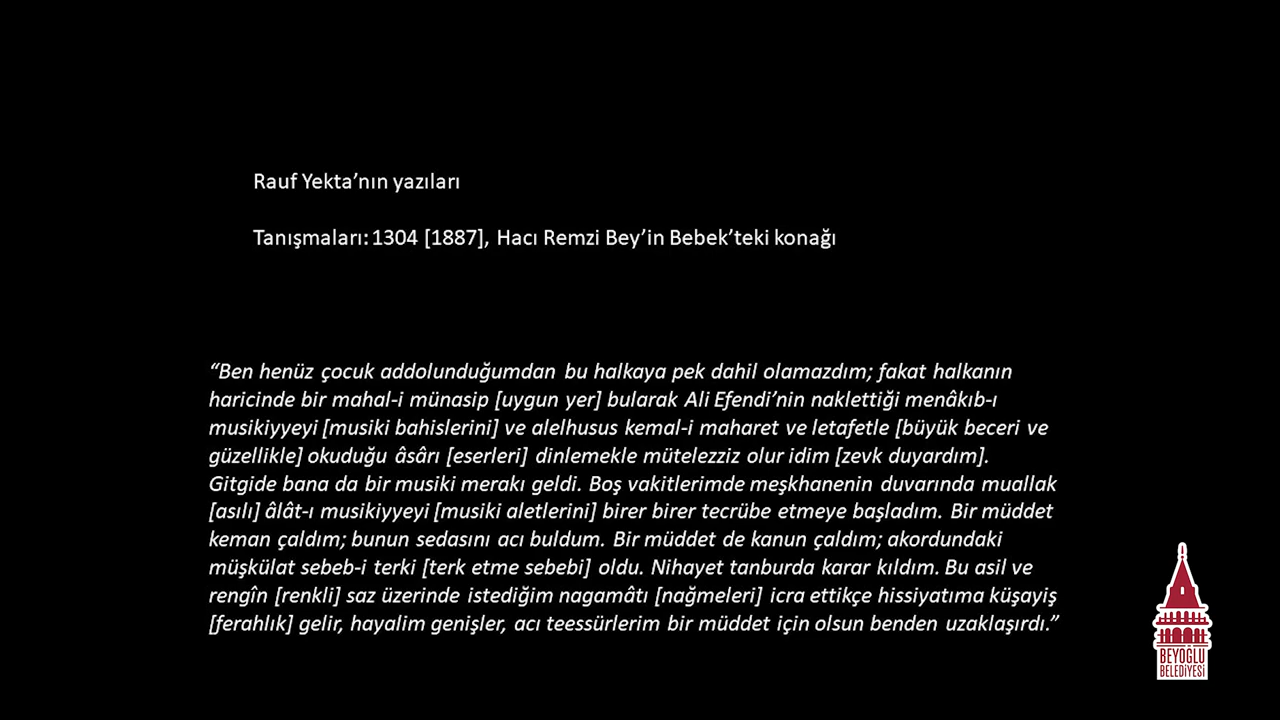 Rauf Yekta’nın yazıları
Tanışmaları: 1304 [1887], Hacı Remzi Bey’in Bebek’teki konağı
“Ben henüz çocuk addolunduğumdan bu halkaya pek dahil olamazdım; fakat halkanın
haricinde bir mahal-i münasip [uygun yer] bularak Ali Efendi’nin naklettiği menâkıb-ı
musikiyyeyi [musiki bahislerini] ve alelhusus kemal-i maharet ve letafetle [büyük beceri ve
güzellikle] okuduğu âsârı [eserleri] dinlemekle mütelezziz olur idim [zevk duyardım].
Gitgide bana da bir musiki merakı geldi. Boş vakitlerimde meşkhanenin duvarında muallak
[asılı] âlât-ı musikiyyeyi [musiki aletlerini] birer birer tecrübe etmeye başladım. Bir müddet
keman çaldım; bunun sedasını acı buldum. Bir müddet de kanun çaldım; akordundaki
müşkülat sebeb-i terki [terk etme sebebi] oldu. Nihayet tanburda karar kıldım. Bu asil ve
rengîn [renkli] saz üzerinde istediğim nagamâtı [nağmeleri] icra ettikçe hissiyatıma küşayiş
[ferahlık] gelir, hayalim genişler, acı teessürlerim bir müddet için olsun benden uzaklaşırdı.”
BEYOĞLU
BELEDİYESİ